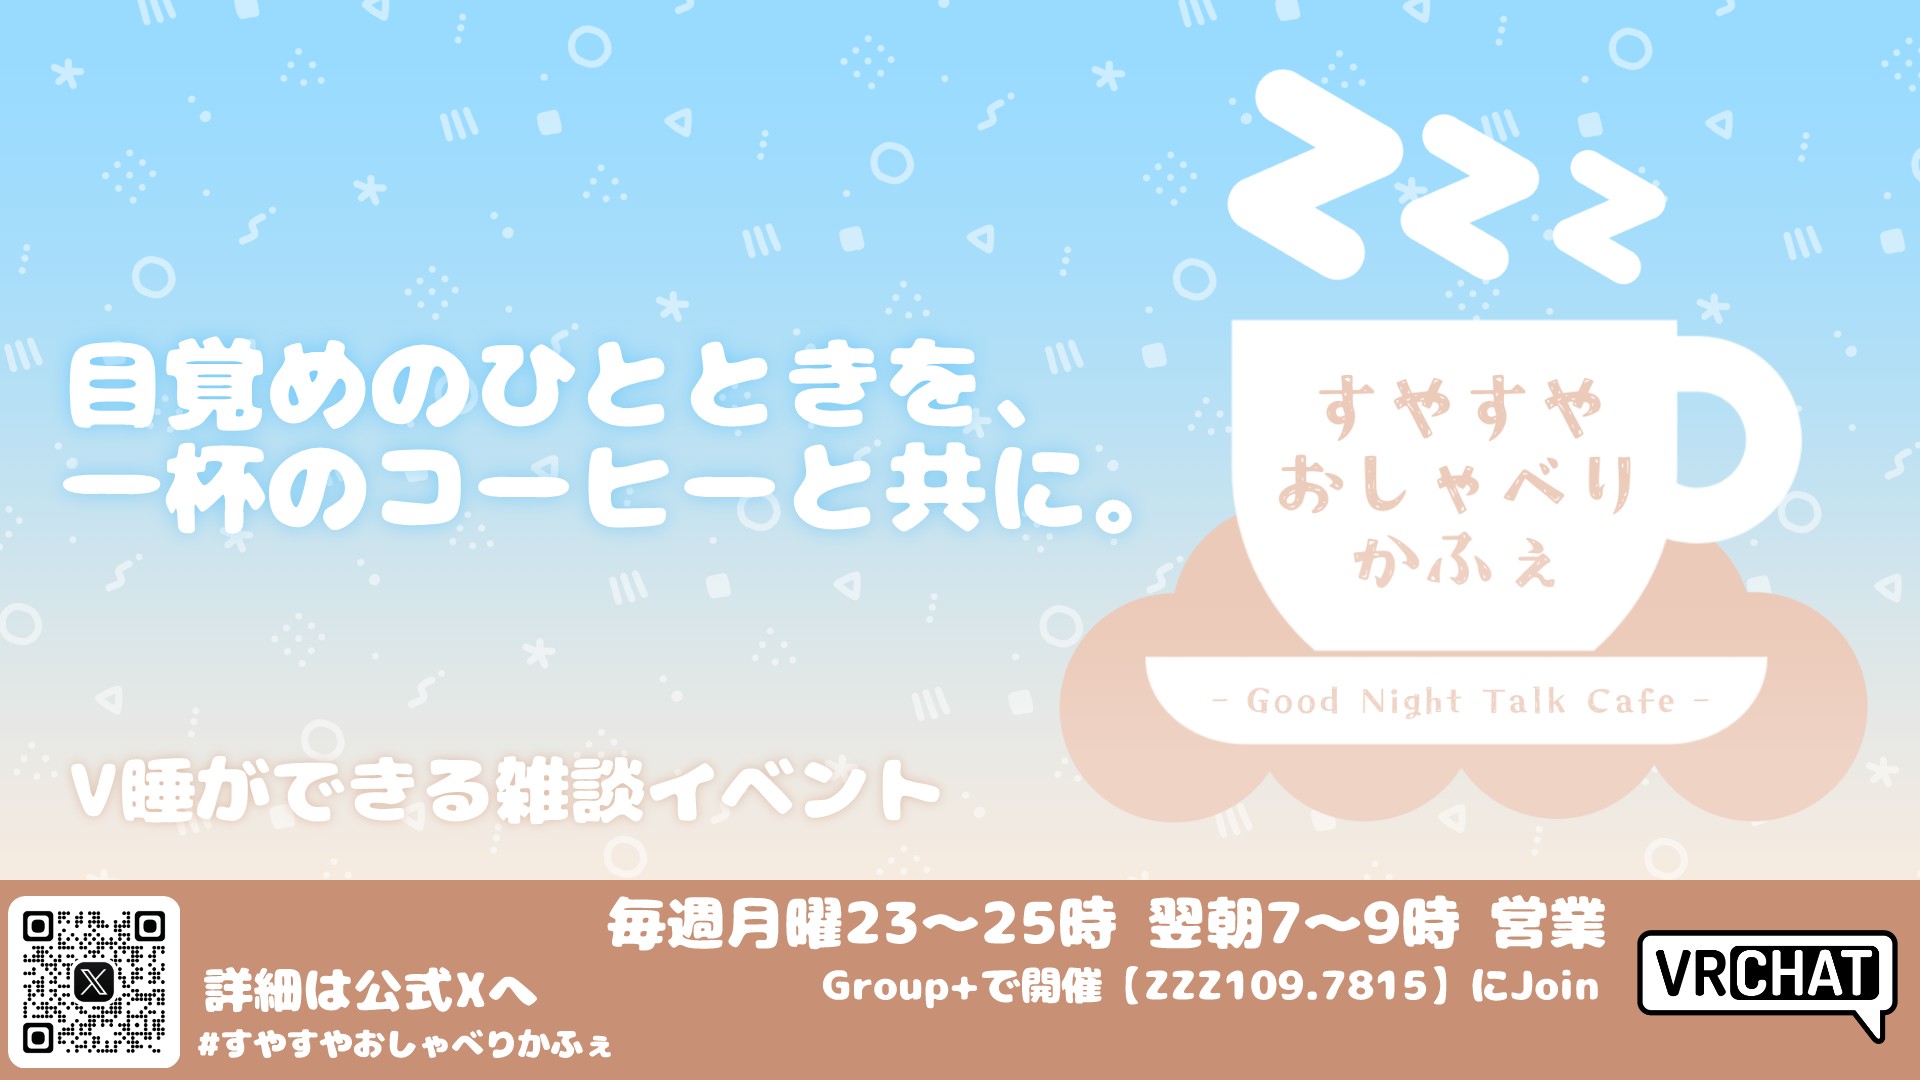 目覚めのひとときを、
一杯のコーヒーと共に。
すやすや
おしゃべり
かふぇ
- Good Night Talk Cafe -
V睡ができる雑談イベント
毎週月曜23～25時 翌朝7～9時 営業
Group+で開催【ZZZ109.7815】にJoin
詳細は公式Xへ
#すやすやおしゃべりかふぇ
VRCHAT